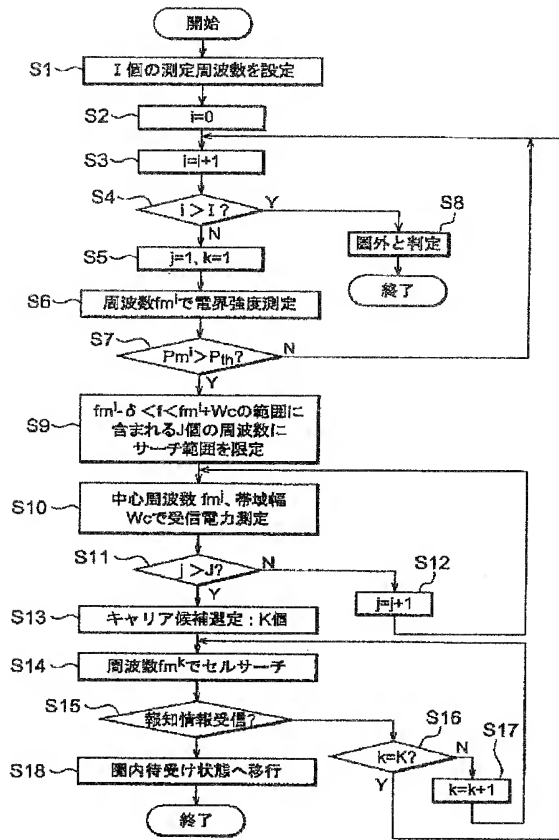 開始
S1
I個の測定周波数を設定
S2
i=0
S3
i=i+1
S4
i > I ?
Y
N
S8
圏外と判定
終了
S5
j=1、k=1
S6
周波数fmⁱで電界強度測定
S7
Pmⁱ>Pth?
N
Y
S9
fmⁱ-δ<f<fmⁱ+Wcの範囲に
含まれるJ個の周波数に
サーチ範囲を限定
S10
中心周波数 fmʲ、帯域幅
Wcで受信電力測定
S11
j > J?
N
Y
S12
j=j+1
S13
キャリア候補選定:K個
S14
周波数fmᵏでセルサーチ
S15
報知情報受信?
S16
k=K?
N
Y
S17
k=k+1
S18
圏内待受け状態へ移行
終了